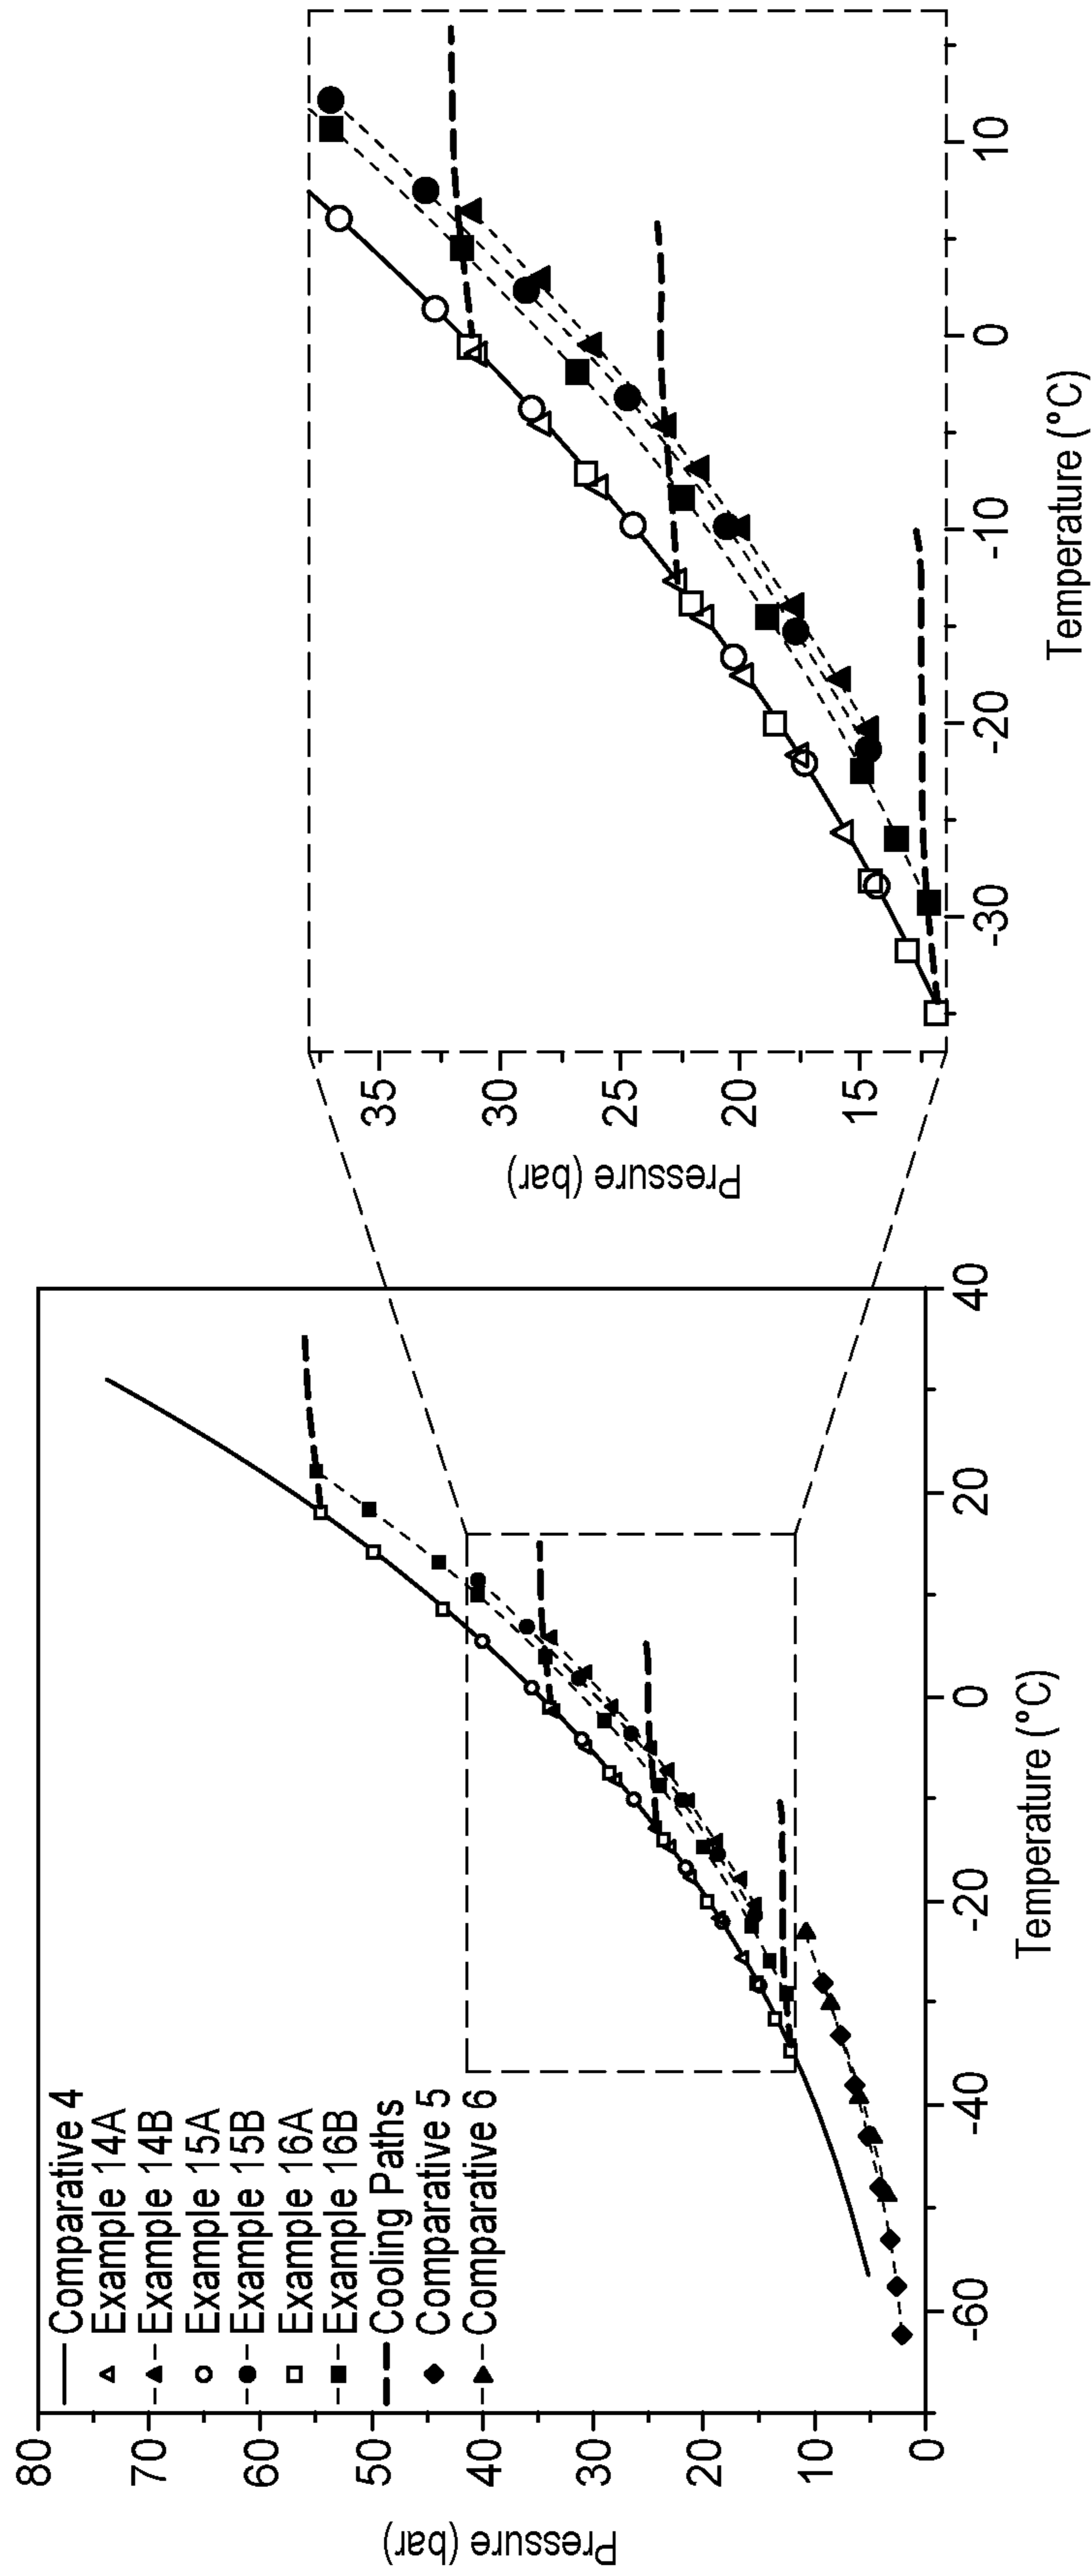 Comparative 4
Example 14A
Example 14B
Example 15A
Example 15B
Example 16A
Example 16B
Cooling Paths
Comparative 5
Comparative 6
80
70
60
50
40
30
20
10
0
Pressure (bar)
-60
-40
-20
0
20
40
Temperature (°C)
35
30
25
20
15
Pressure (bar)
-30
-20
-10
0
10
Temperature (°C)